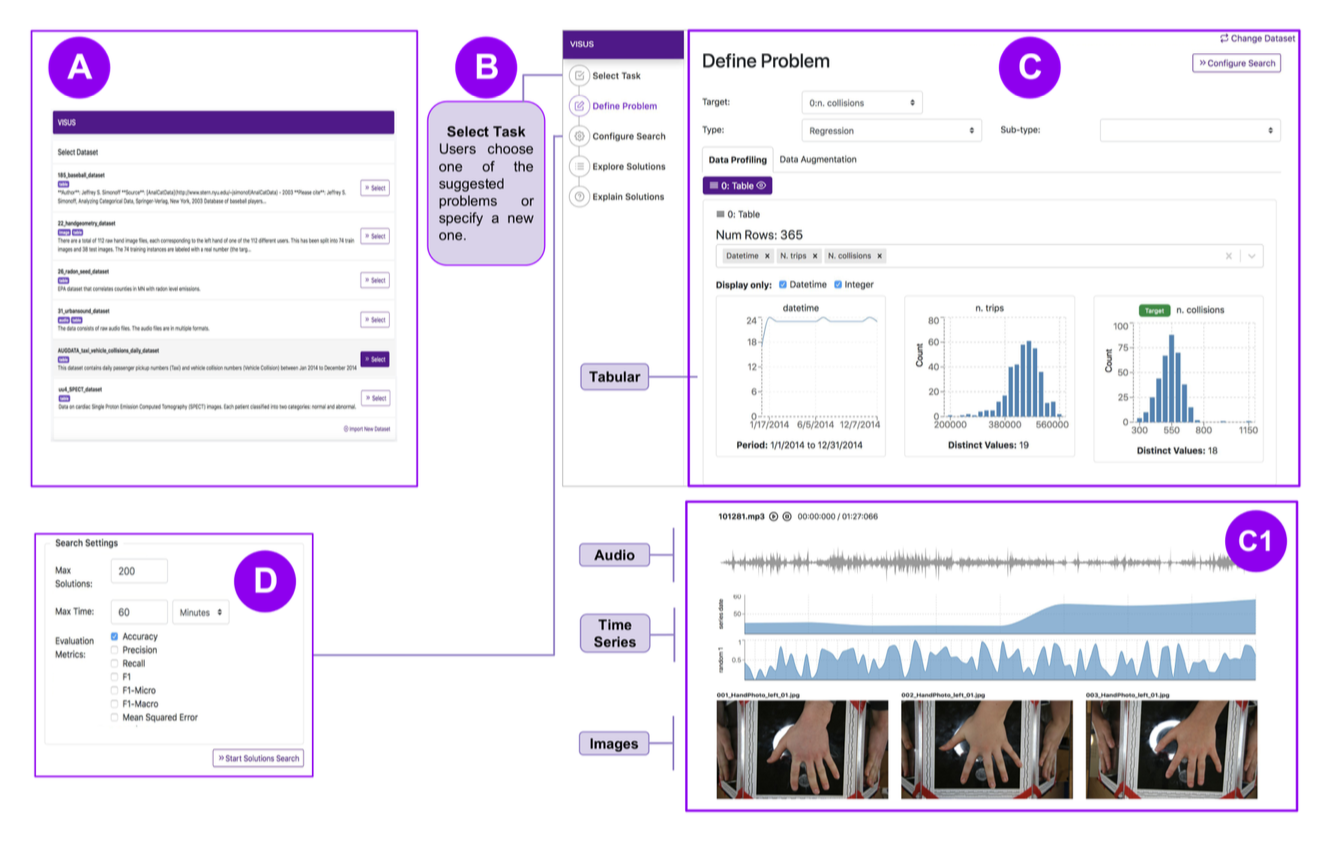 A
VISUS
Select Dataset
185_baseball_dataset
table
**Author**: Jeffrey S. Simonoff **Source**: [AnalCatData](http://www.stern.nyu.edu/~jsimonoff/AnalCatData) - 2003 **Please cite**: Jeffrey S.
Simonoff, Analyzing Categorical Data, Springer-Verlag, New York, 2003 Database of baseball players...
» Select
22_handgeometry_dataset
image table
There are a total of 112 raw hand image files, each corresponding to the left hand of one of the 112 different users. This has been split into 74 train
images and 38 test images. The 74 training instances are labeled with a real number (the targ...
» Select
26_radon_seed_dataset
table
EPA dataset that correlates counties in MN with radon level emissions.
» Select
31_urbansound_dataset
audio table
The data consists of raw audio files. The audio files are in multiple formats.
» Select
AUGDATA_taxi_vehicle_collisions_daily_dataset
table
This dataset contains daily passenger pickup numbers (Taxi) and vehicle collision numbers (Vehicle Collision) between Jan 2014 to December 2014
» Select
uu4_SPECT_dataset
table
Data on cardiac Single Proton Emission Computed Tomography (SPECT) images. Each patient classified into two categories: normal and abnormal.
» Select
Import New Dataset
B
Select Task
Users choose
one of the
suggested
problems or
specify a new
one.
VISUS
Select Task
Define Problem
Configure Search
Explore Solutions
Explain Solutions
C
Change Dataset
Define Problem
» Configure Search
Target:
0:n. collisions
Type:
Regression
Sub-type:
Data Profiling
Data Augmentation
0: Table
0: Table
Num Rows: 365
Datetime ×
N. trips ×
N. collisions ×
Display only: Datetime Integer
datetime
24
18
12
6
0
1/17/2014 6/5/2014 12/7/2014
Period: 1/1/2014 to 12/31/2014
n. trips
Count
80
60
40
20
0
200000 380000 560000
Distinct Values: 19
Target n. collisions
Count
100
75
50
25
0
300 550 800 1150
Distinct Values: 18
Tabular
D
Search Settings
Max
Solutions:
200
Max Time:
60
Minutes
Evaluation
Metrics:
Accuracy
Precision
Recall
F1
F1-Micro
F1-Macro
Mean Squared Error
» Start Solutions Search
C1
Audio
101281.mp3 00:00:000 / 01:27:066
Time
Series
series date
60
50
random 1
1
0.5
Images
001_HandPhoto_left_01.jpg
002_HandPhoto_left_01.jpg
003_HandPhoto_left_01.jpg